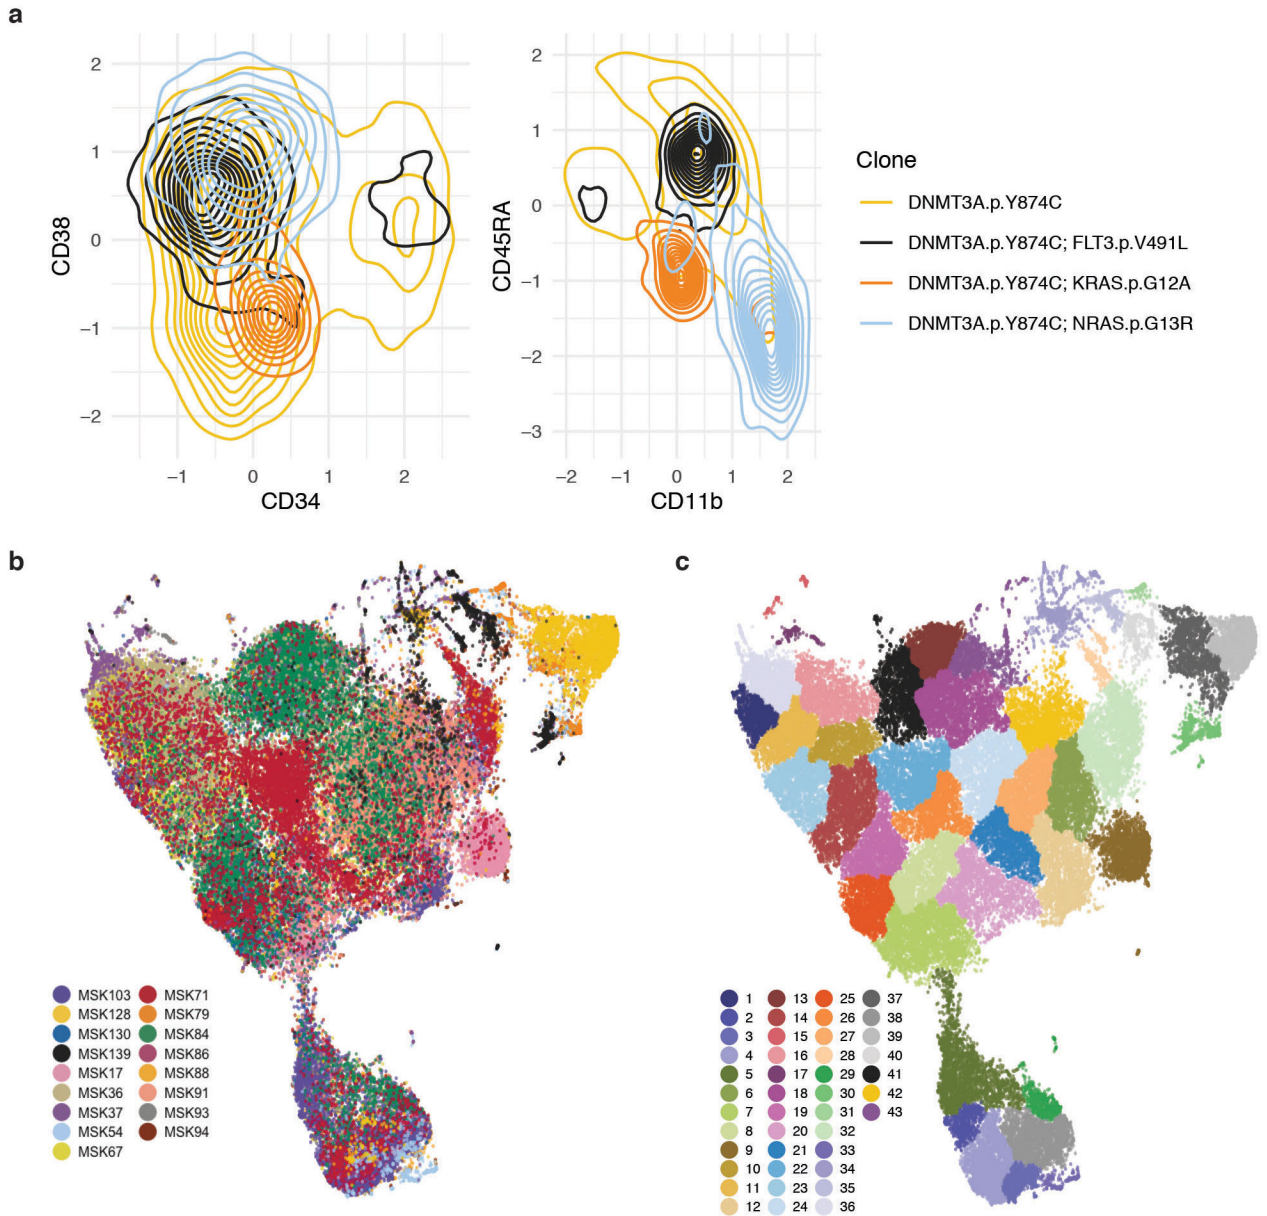 a
2
1
0
−1
−2
CD38
−1 0 1 2
CD34
2
1
0
−1
−2
−3
CD45RA
−2 −1 0 1 2
CD11b
Clone
DNMT3A.p.Y874C
DNMT3A.p.Y874C; FLT3.p.V491L
DNMT3A.p.Y874C; KRAS.p.G12A
DNMT3A.p.Y874C; NRAS.p.G13R
b
MSK103 MSK71
MSK128 MSK79
MSK130 MSK84
MSK139 MSK86
MSK17 MSK88
MSK36 MSK91
MSK37 MSK93
MSK54 MSK94
MSK67
c
1 13 25 37
2 14 26 38
3 15 27 39
4 16 28 40
5 17 29 41
6 18 30 42
7 19 31 43
8 20 32
9 21 33
10 22 34
11 23 35
12 24 36